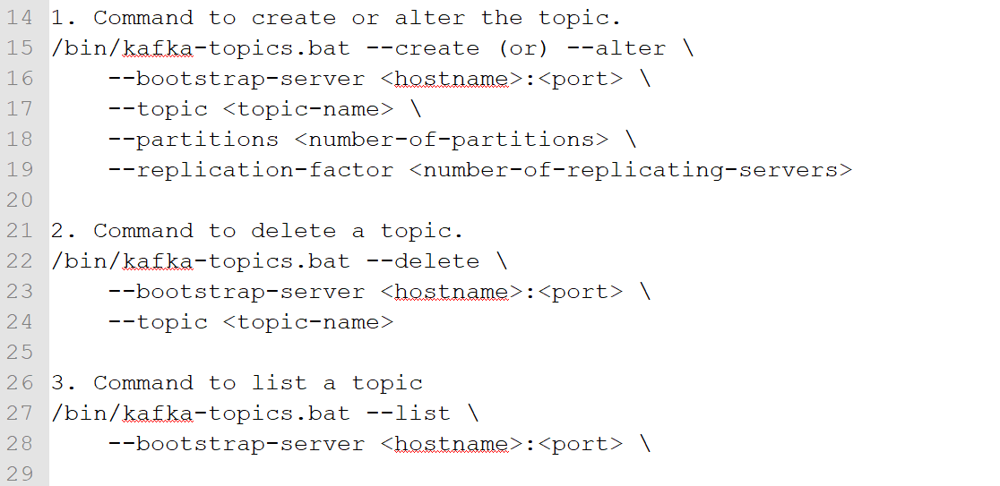 14 1. Command to create or alter the topic.
15 /bin/kafka-topics.bat --create (or) --alter \
16     --bootstrap-server <hostname>:<port> \
17     --topic <topic-name> \
18     --partitions <number-of-partitions> \
19     --replication-factor <number-of-replicating-servers>
20
21 2. Command to delete a topic.
22 /bin/kafka-topics.bat --delete \
23     --bootstrap-server <hostname>:<port> \
24     --topic <topic-name>
25
26 3. Command to list a topic
27 /bin/kafka-topics.bat --list \
28     --bootstrap-server <hostname>:<port> \
29